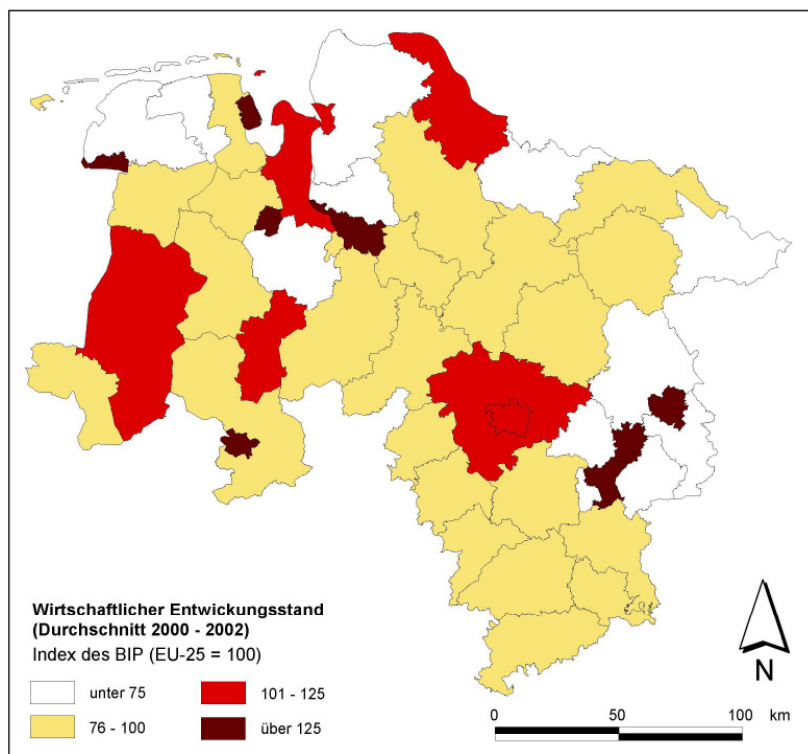 Wirtschaftlicher Entwickungsstand
(Durchschnitt 2000 - 2002)
Index des BIP (EU-25 = 100)
unter 75
101 - 125
76 - 100
über 125
N
0 50 100 km